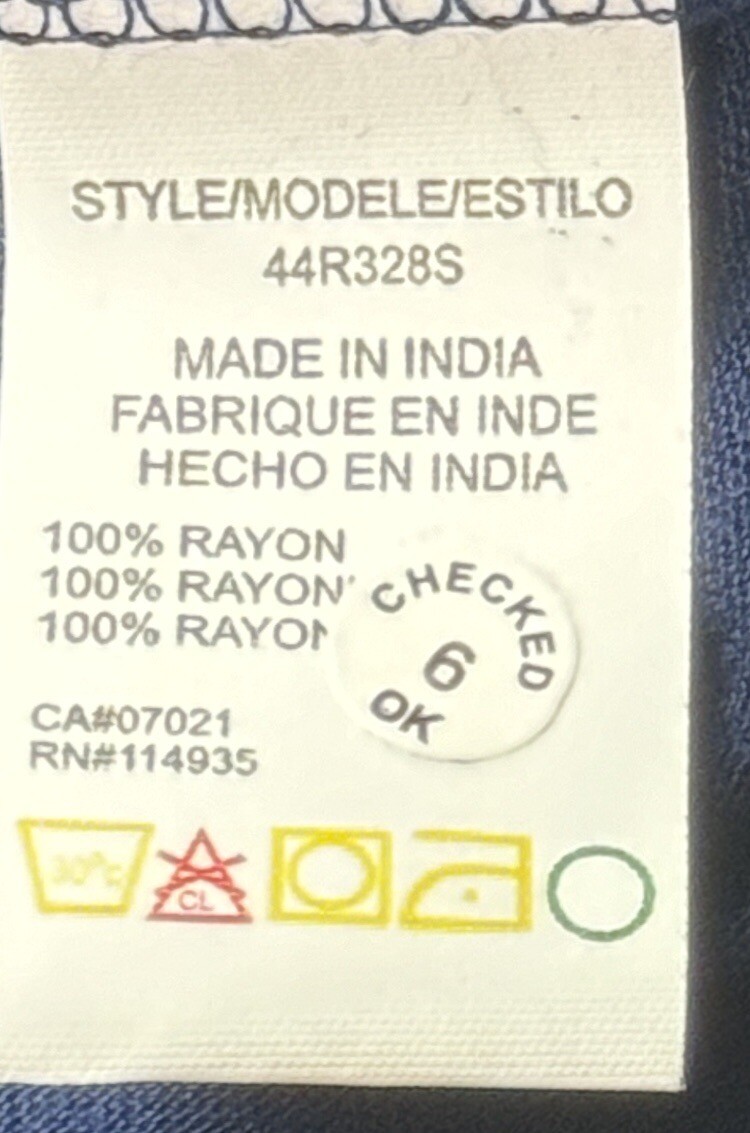 STYLE/MODELE/ESTILO
44R328S
MADE IN INDIA
FABRIQUE EN INDE
HECHO EN INDIA
100% RAYON
100% RAYON
100% RAYON
CHECKED
6
OK
CA#07021
RN#114935
30°C
CL